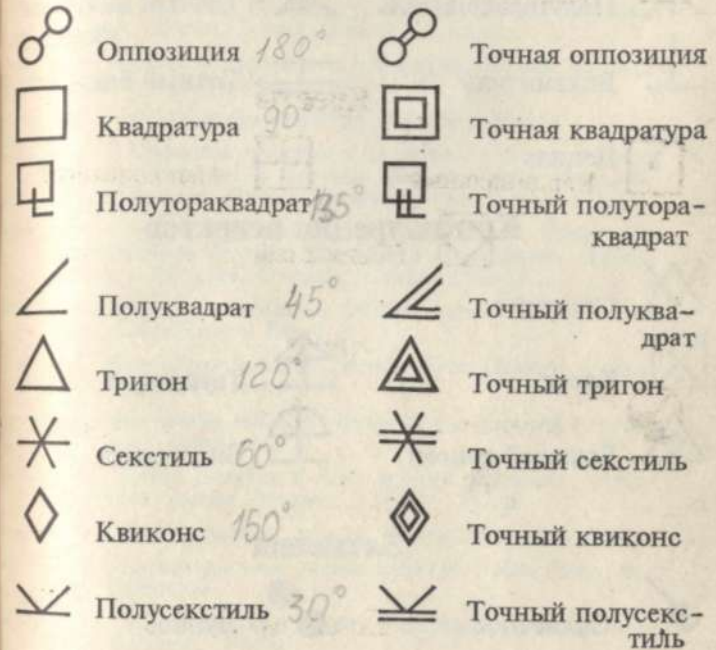 Оппозиция 180° Точная оппозиция
Квадратура 90° Точная квадратура
Полутораквадрат 135° Точный полутора-
квадрат
Полуквадрат 45° Точный полуква-
драт
Тригон 120° Точный тригон
Секстиль 60° Точный секстиль
Квиконс 150° Точный квиконс
Полусекстиль 30° Точный полусекс-
тиль